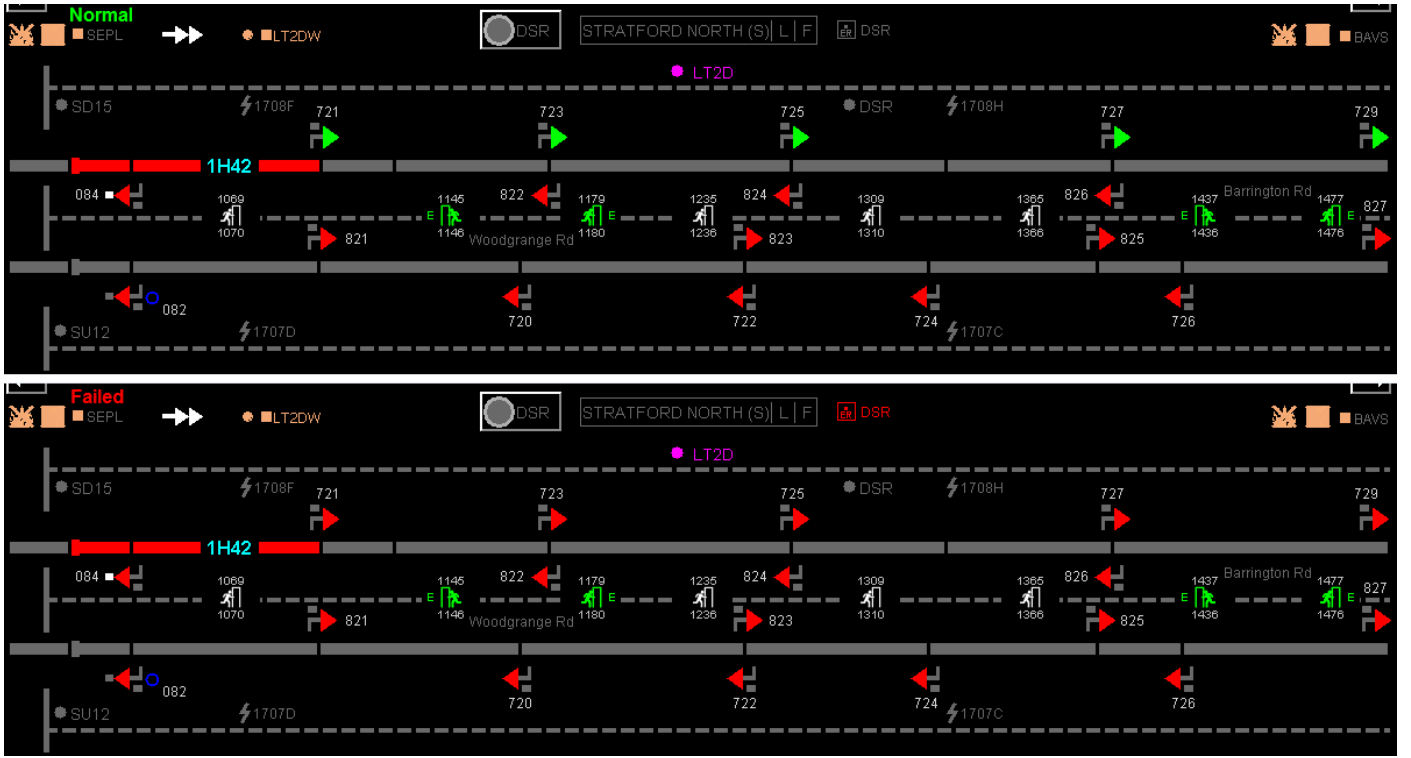 Normal
SEPL LT2DW DSR STRATFORD NORTH (S) L F ER DSR BAVS
LT2D
SD15 1708F 721 723 725 DSR 1708H 727 729
1H42
084 1069 1145 822 1179 1235 824 1309 1365 826 1437 Barrington Rd 1477 827
E E E E
1070 821 1146 Woodgrange Rd 1180 1236 823 1310 1366 825 1436 1476
082 720 722 724 726
SU12 1707D 1707C
Failed
SEPL LT2DW DSR STRATFORD NORTH (S) L F ER DSR BAVS
LT2D
SD15 1708F 721 723 725 DSR 1708H 727 729
1H42
084 1069 1145 822 1179 1235 824 1309 1365 826 1437 Barrington Rd 1477 827
E E E E
1070 821 1146 Woodgrange Rd 1180 1236 823 1310 1366 825 1436 1476
082 720 722 724 726
SU12 1707D 1707C